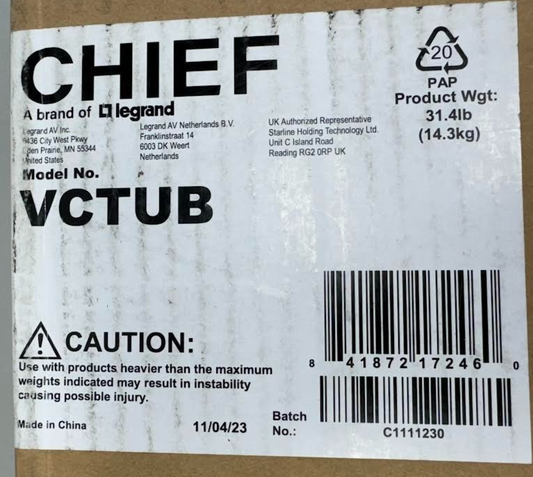 CHIEF
A brand of legrand
Legrand AV Inc.
6436 City West Pkwy
Eden Prairie, MN 55344
United States
Legrand AV Netherlands B.V.
Franklinstraat 14
6003 DK Weert
Netherlands
UK Authorized Representative
Starline Holding Technology Ltd.
Unit C Island Road
Reading RG2 0RP UK
20
PAP
Product Wgt:
31.4lb
(14.3kg)
Model No.
VCTUB
CAUTION:
Use with products heavier than the maximum
weights indicated may result in instability
causing possible injury.
8 41872 17246 0
Made in China
11/04/23
Batch
No.:
C1111230